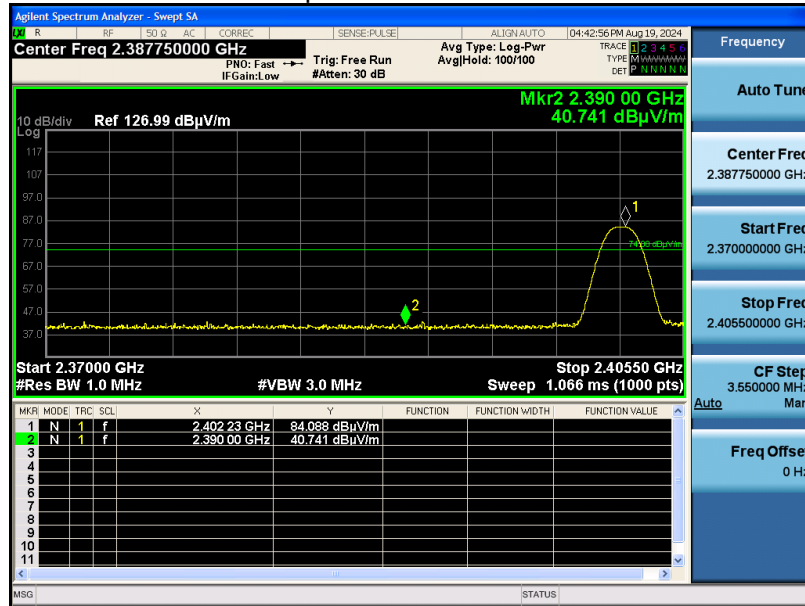 Agilent Spectrum Analyzer - Swept SA
LXI R RF 50 Ω AC CORREC SENSE:PULSE ALIGN AUTO 04:42:56 PM Aug 19, 2024
Center Freq 2.387750000 GHz
PNO: Fast
IFGain:Low
Trig: Free Run
#Atten: 30 dB
Avg Type: Log-Pwr
Avg|Hold: 100/100
TRACE 1 2 3 4 5 6
TYPE M WWWWW
DET P N N N N N
Mkr2 2.390 00 GHz
40.741 dBµV/m
10 dB/div Ref 126.99 dBµV/m
Log
117
107
97.0
87.0
77.0
67.0
57.0
47.0
37.0
1
74.00 dBµV/m
2
Start 2.37000 GHz Stop 2.40550 GHz
#Res BW 1.0 MHz #VBW 3.0 MHz Sweep 1.066 ms (1000 pts)
MKR MODE TRC SCL X Y FUNCTION FUNCTION WIDTH FUNCTION VALUE
1 N 1 f 2.402 23 GHz 84.088 dBµV/m
2 N 1 f 2.390 00 GHz 40.741 dBµV/m
3
4
5
6
7
8
9
10
11
MSG STATUS
Frequency
Auto Tune
Center Freq
2.387750000 GHz
Start Freq
2.370000000 GHz
Stop Freq
2.405500000 GHz
CF Step
3.550000 MHz
Auto Man
Freq Offset
0 Hz